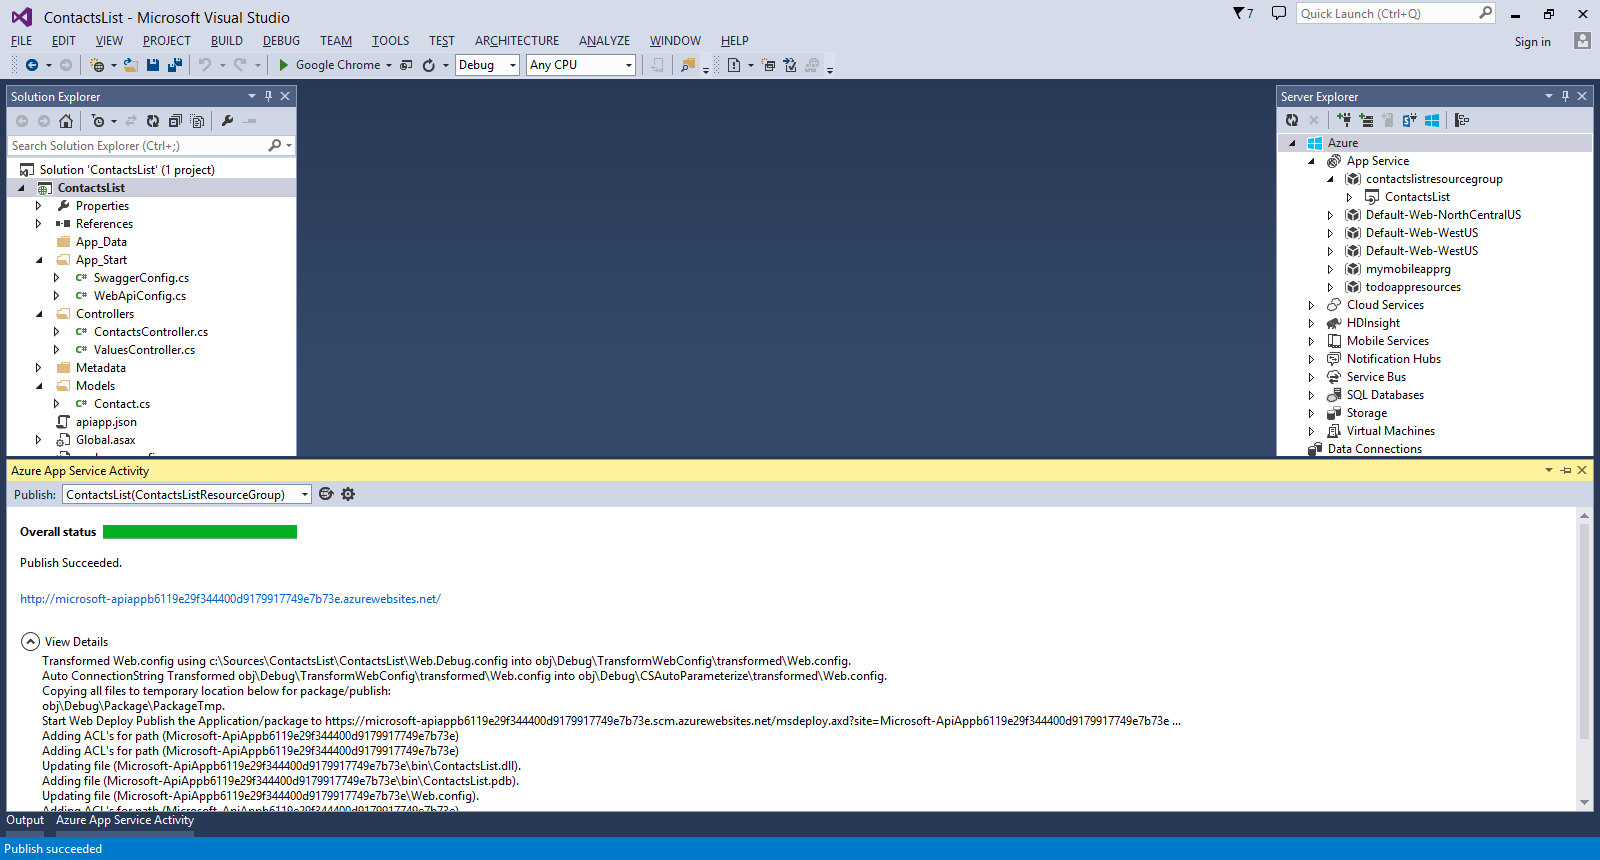 ContactsList - Microsoft Visual Studio
7
Quick Launch (Ctrl+Q)
FILE EDIT VIEW PROJECT BUILD DEBUG TEAM TOOLS TEST ARCHITECTURE ANALYZE WINDOW HELP
Sign in
Google Chrome Debug Any CPU
Solution Explorer
Search Solution Explorer (Ctrl+;)
Solution 'ContactsList' (1 project)
ContactsList
Properties
References
App_Data
App_Start
SwaggerConfig.cs
WebApiConfig.cs
Controllers
ContactsController.cs
ValuesController.cs
Metadata
Models
Contact.cs
apiapp.json
Global.asax
Server Explorer
Azure
App Service
contactslistresourcegroup
ContactsList
Default-Web-NorthCentralUS
Default-Web-WestUS
Default-Web-WestUS
mymobileapprg
todoappresources
Cloud Services
HDInsight
Mobile Services
Notification Hubs
Service Bus
SQL Databases
Storage
Virtual Machines
Data Connections
Azure App Service Activity
Publish: ContactsList(ContactsListResourceGroup)
Overall status
Publish Succeeded.
http://microsoft-apiappb6119e29f344400d9179917749e7b73e.azurewebsites.net/
View Details
Transformed Web.config using c:\Sources\ContactsList\ContactsList\Web.Debug.config into obj\Debug\TransformWebConfig\transformed\Web.config.
Auto ConnectionString Transformed obj\Debug\TransformWebConfig\transformed\Web.config into obj\Debug\CSAutoParameterize\transformed\Web.config.
Copying all files to temporary location below for package/publish:
obj\Debug\Package\PackageTmp.
Start Web Deploy Publish the Application/package to https://microsoft-apiappb6119e29f344400d9179917749e7b73e.scm.azurewebsites.net/msdeploy.axd?site=Microsoft-ApiAppb6119e29f344400d9179917749e7b73e ...
Adding ACL's for path (Microsoft-ApiAppb6119e29f344400d9179917749e7b73e)
Adding ACL's for path (Microsoft-ApiAppb6119e29f344400d9179917749e7b73e)
Updating file (Microsoft-ApiAppb6119e29f344400d9179917749e7b73e\bin\ContactsList.dll).
Adding file (Microsoft-ApiAppb6119e29f344400d9179917749e7b73e\bin\ContactsList.pdb).
Updating file (Microsoft-ApiAppb6119e29f344400d9179917749e7b73e\Web.config).
Adding ACL's for path (Microsoft-ApiAppb6119e29f344400d9179917749e7b73e)
Output Azure App Service Activity
Publish succeeded